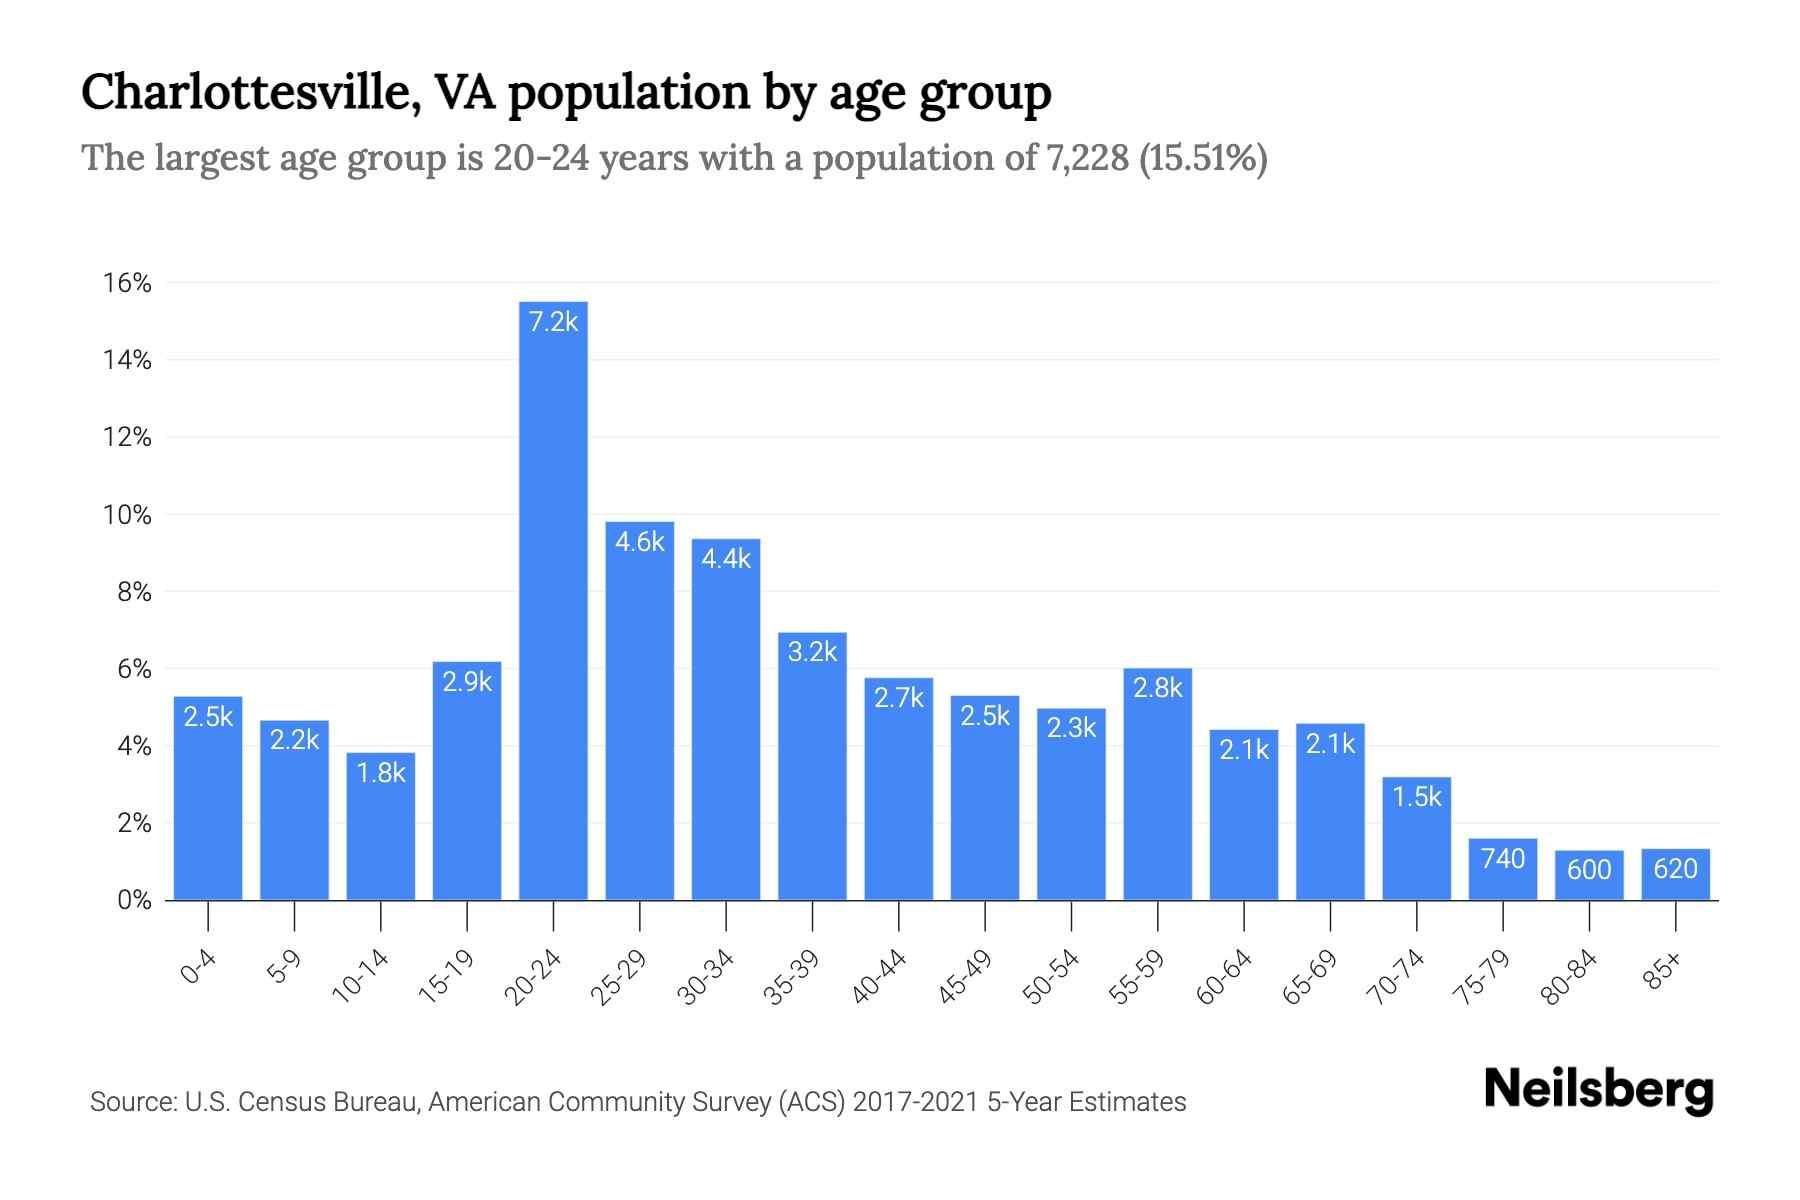 Charlottesville, VA population by age group
The largest age group is 20-24 years with a population of 7,228 (15.51%)
16%
14%
12%
10%
8%
6%
4%
2%
0%
2.5k
2.2k
1.8k
2.9k
7.2k
4.6k
4.4k
3.2k
2.7k
2.5k
2.3k
2.8k
2.1k
2.1k
1.5k
740
600
620
0-4
5-9
10-14
15-19
20-24
25-29
30-34
35-39
40-44
45-49
50-54
55-59
60-64
65-69
70-74
75-79
80-84
85+
Source: U.S. Census Bureau, American Community Survey (ACS) 2017-2021 5-Year Estimates
Neilsberg